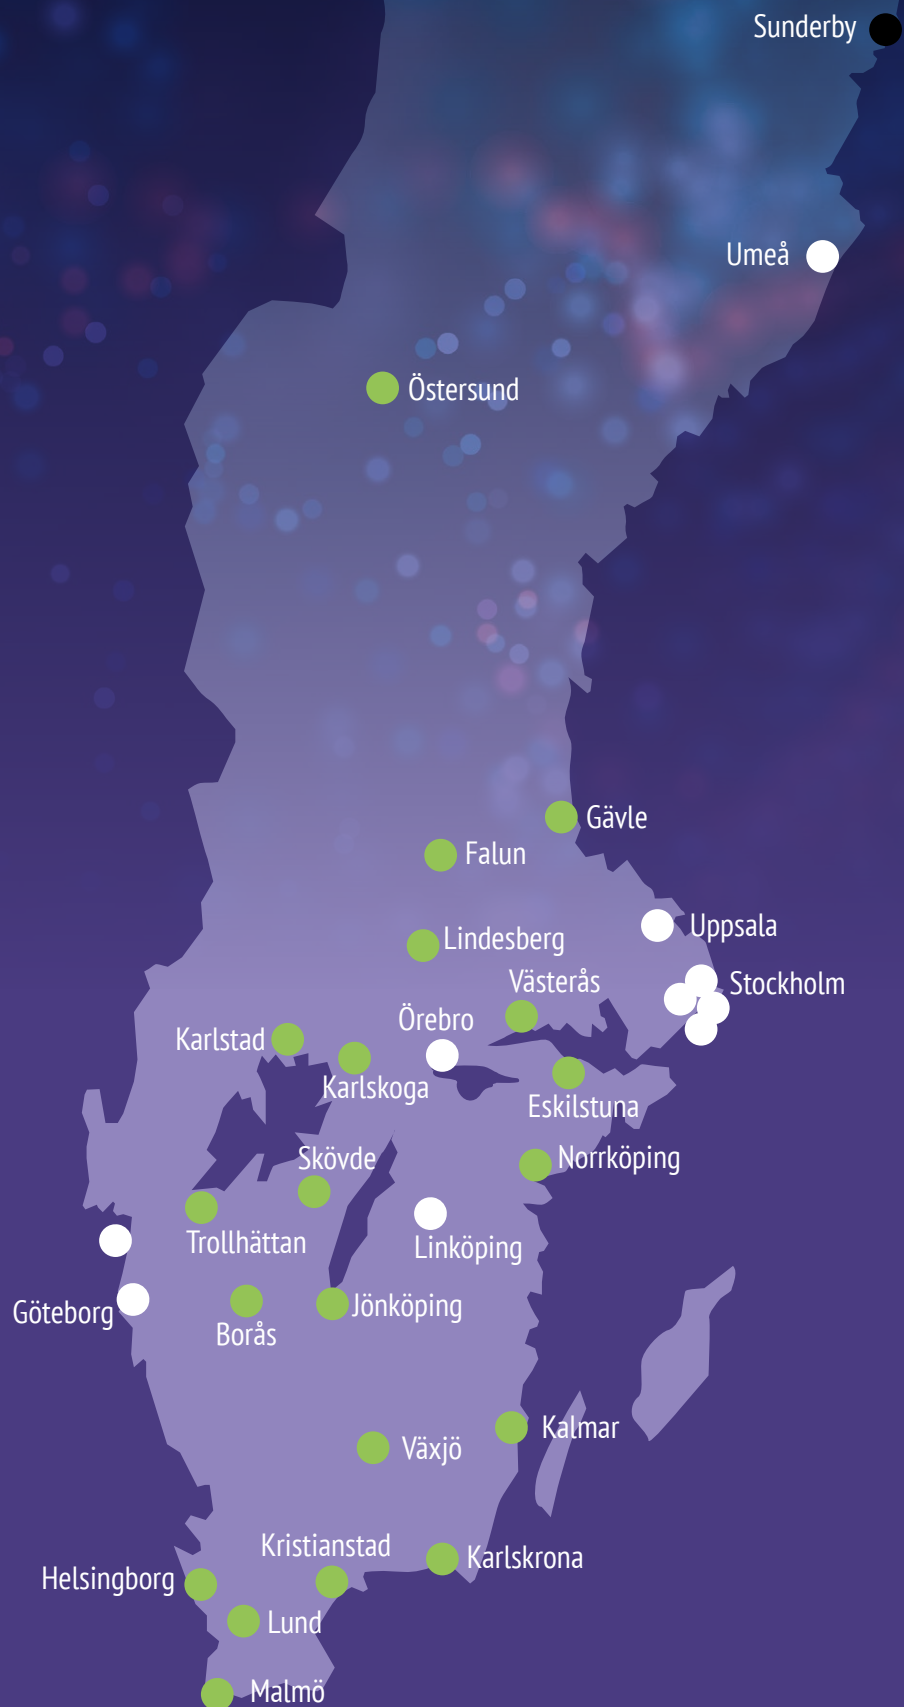 Sunderby
Umeå
Östersund
Gävle
Falun
Uppsala
Lindesberg
Västerås
Stockholm
Örebro
Karlstad
Karlskoga
Eskilstuna
Skövde
Norrköping
Trollhättan
Linköping
Göteborg
Jönköping
Borås
Kalmar
Växjö
Kristianstad
Karlskrona
Helsingborg
Lund
Malmö